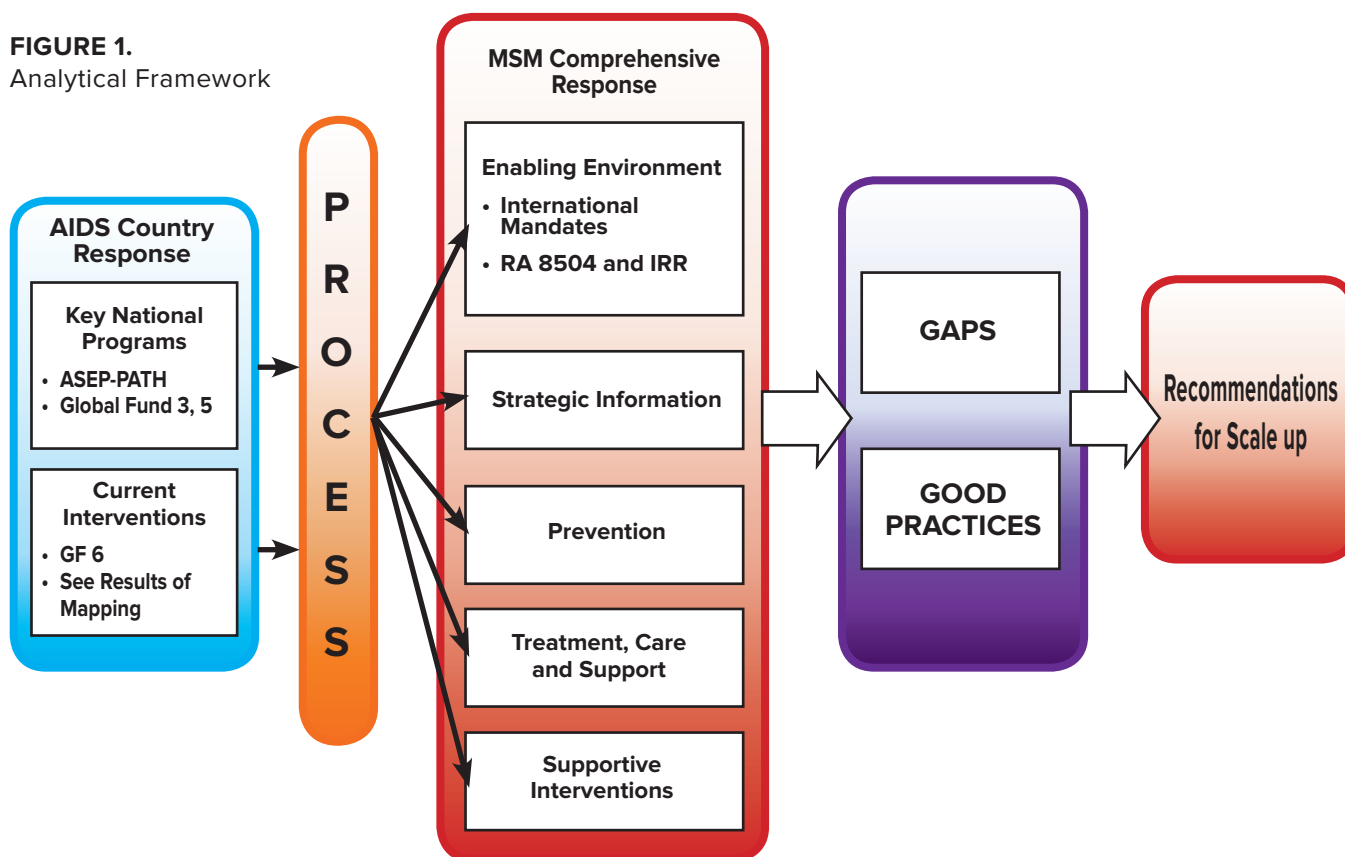 FIGURE 1.
Analytical Framework
AIDS Country
Response
Key National
Programs
• ASEP-PATH
• Global Fund 3, 5
Current
Interventions
• GF 6
• See Results of
Mapping
P
R
O
C
E
S
S
MSM Comprehensive
Response
Enabling Environment
• International
Mandates
• RA 8504 and IRR
Strategic Information
Prevention
Treatment, Care
and Support
Supportive
Interventions
GAPS
GOOD
PRACTICES
Recommendations
for Scale up